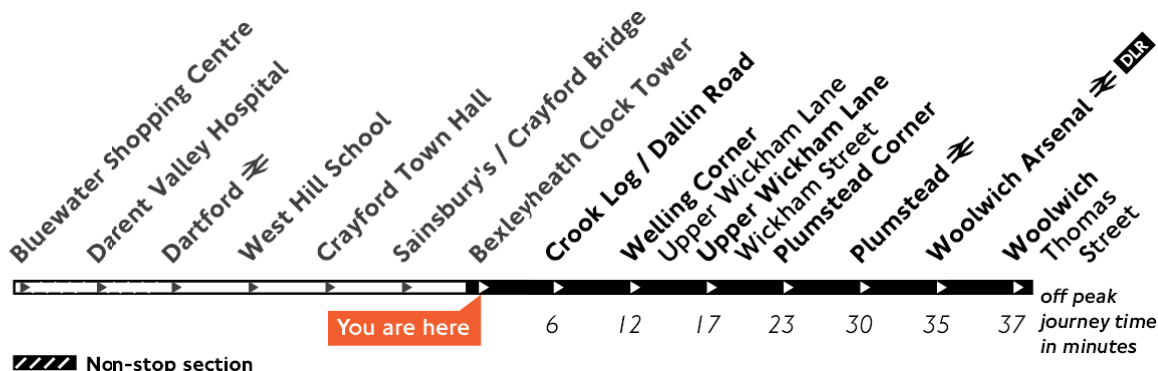 Bluewater Shopping Centre
Darent Valley Hospital
Dartford
West Hill School
Crayford Town Hall
Sainsbury's / Crayford Bridge
Bexleyheath Clock Tower
Crook Log / Dallin Road
Welling Corner
Upper Wickham Lane
Upper Wickham Lane
Wickham Street
Plumstead Corner
Plumstead
Woolwich Arsenal DLR
Woolwich
Thomas
Street
You are here
6 12 17 23 30 35 37
off peak
journey time
in minutes
Non-stop section